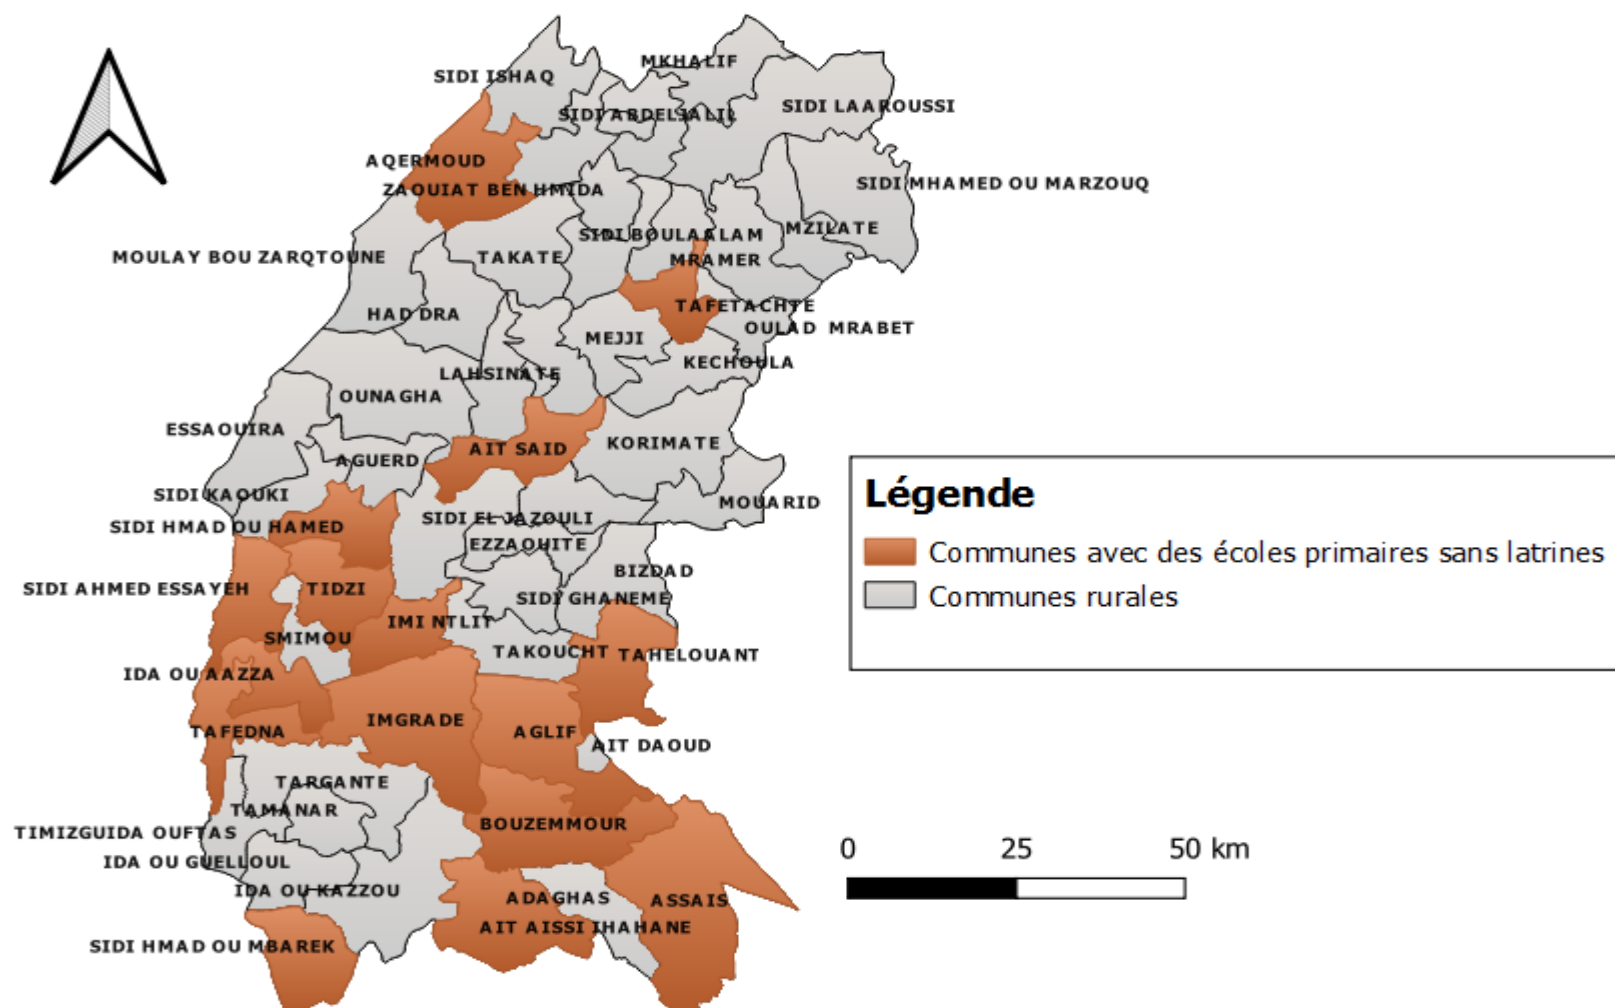 MKHALIF
SIDI ISHAQ
SIDI LAAROUSSI
SIDI ABDELJALIL
AQERMOUD
SIDI MHAMED OU MARZOUQ
ZAOUIAT BEN HMIDA
MZILATE
SIDI BOULAALAM
MOULAY BOU ZARQTOUNE
TAKATE
MRAMER
TAFETACHTE
HAD DRA
OULAD MRABET
MEJJI
KECHOULA
LAHSINATE
OUNAGHA
ESSAOUIRA
KORIMATE
AIT SAID
AGUERD
SIDI KAOUKI
MOUARID
SIDI EL JAZOULI
SIDI HMAD OU HAMED
EZZAOUITE
BIZDAD
SIDI AHMED ESSAYEH
TIDZI
SIDI GHANEME
IMI NTLIT
SMIMOU
TAKOUCHT
TAHELOUANT
IDA OU AAZZA
IMGRADE
TAFEDNA
AGLIF
AIT DAOUD
TARGANTE
TAMANAR
BOUZEMMOUR
TIMIZGUIDA OUFTAS
IDA OU GUELLOUL
IDA OU KAZZOU
ADAGHAS
ASSAIS
AIT AISSI IHAHANE
SIDI HMAD OU MBAREK
Légende
Communes avec des écoles primaires sans latrines
Communes rurales
0 25 50 km